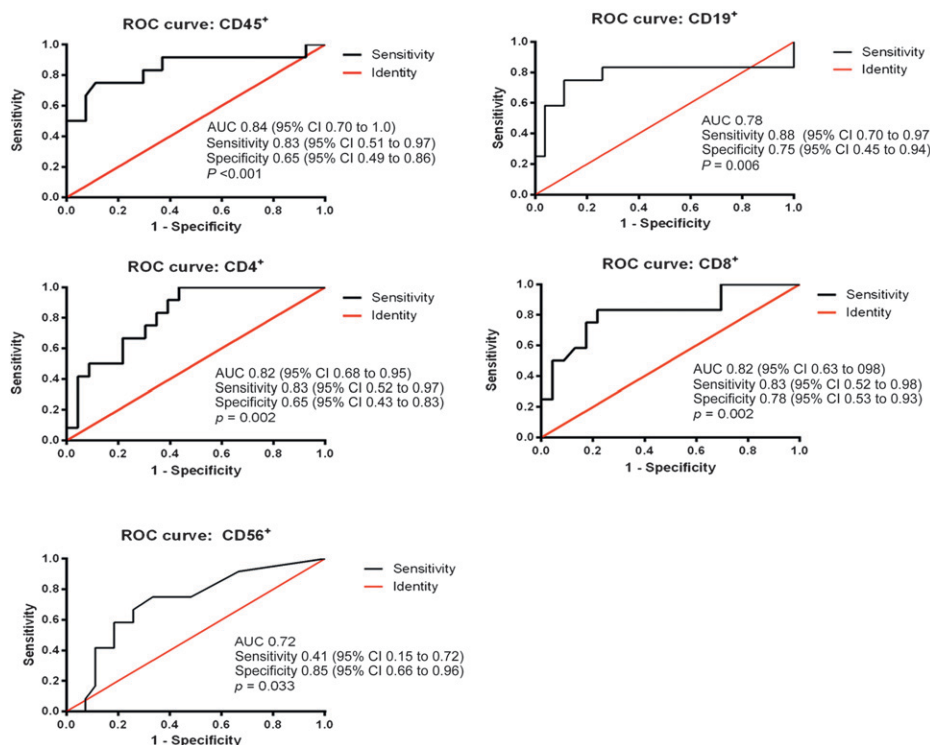 ROC curve: CD45+
1.0
0.8
0.6
0.4
0.2
0.0
Sensitivity
0.0 0.2 0.4 0.6 0.8 1.0
1 - Specificity
Sensitivity
Identity
AUC 0.84 (95% CI 0.70 to 1.0)
Sensitivity 0.83 (95% CI 0.51 to 0.97)
Specificity 0.65 (95% CI 0.49 to 0.86)
P <0.001
ROC curve: CD19+
1.0
0.8
0.6
0.4
0.2
0.0
Sensitivity
0.0 0.2 0.4 0.6 0.8 1.0
1 - Specificity
Sensitivity
Identity
AUC 0.78
Sensitivity 0.88 (95% CI 0.70 to 0.97
Specificity 0.75 (95% CI 0.45 to 0.94)
P = 0.006
ROC curve: CD4+
1.0
0.8
0.6
0.4
0.2
0.0
Sensitivity
0.0 0.2 0.4 0.6 0.8 1.0
1 - Specificity
Sensitivity
Identity
AUC 0.82 (95% CI 0.68 to 0.95)
Sensitivity 0.83 (95% CI 0.52 to 0.97)
Specificity 0.65 (95% CI 0.43 to 0.83)
p = 0.002
ROC curve: CD8+
1.0
0.8
0.6
0.4
0.2
0.0
Sensitivity
0.0 0.2 0.4 0.6 0.8 1.0
1 - Specificity
Sensitivity
Identity
AUC 0.82 (95% CI 0.63 to 098)
Sensitivity 0.83 (95% CI 0.52 to 0.98)
Specificity 0.78 (95% CI 0.53 to 0.93)
p = 0.002
ROC curve: CD56+
1.0
0.8
0.6
0.4
0.2
0.0
Sensitivity
0.0 0.2 0.4 0.6 0.8 1.0
1 - Specificity
Sensitivity
Identity
AUC 0.72
Sensitivity 0.41 (95% CI 0.15 to 0.72)
Specificity 0.85 (95% CI 0.66 to 0.96)
p = 0.033